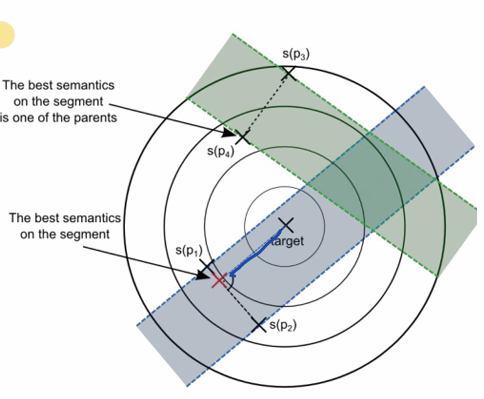 s(p₃)
The best semantics
on the segment
is one of the parents
s(p₄)
The best semantics
on the segment
s(p₁)
target
s(p₂)